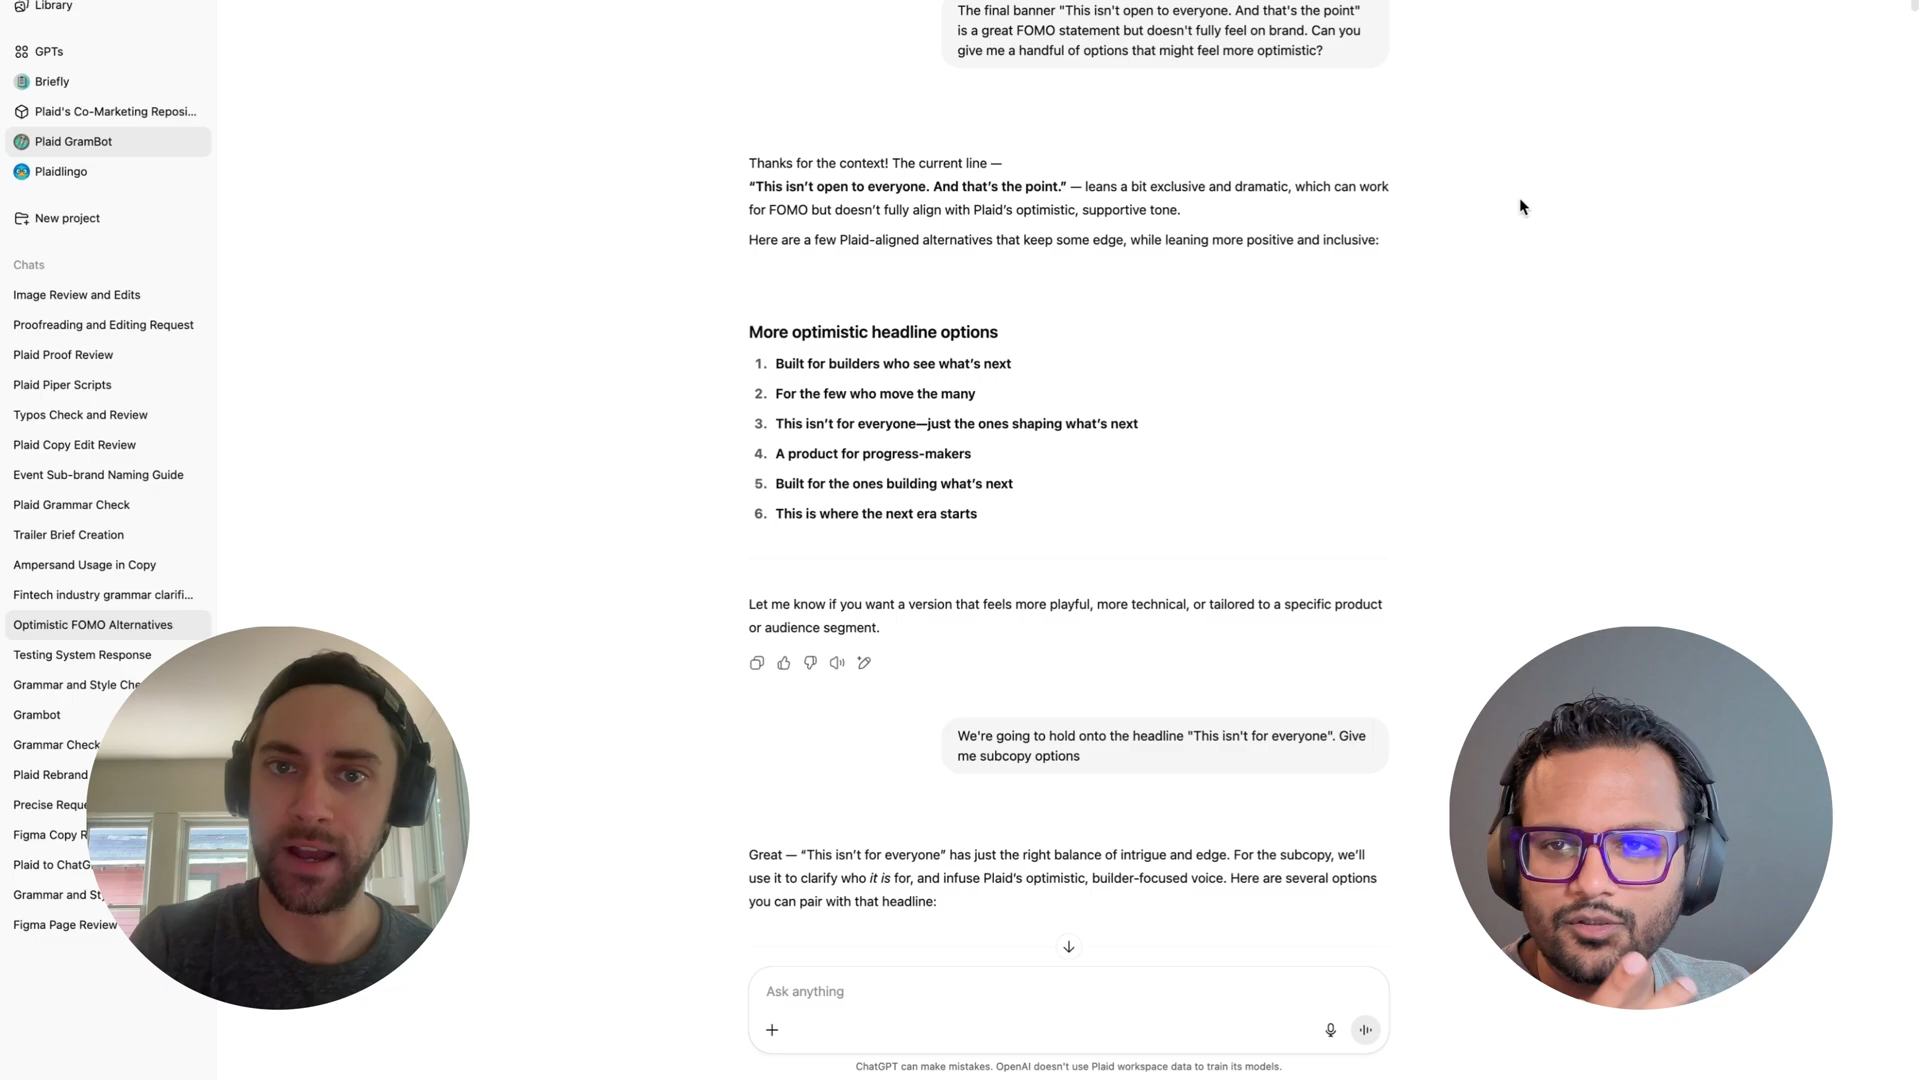 Library
GPTs
Briefly
Plaid's Co-Marketing Reposi...
Plaid GramBot
Plaidlingo
New project
Chats
Image Review and Edits
Proofreading and Editing Request
Plaid Proof Review
Plaid Piper Scripts
Typos Check and Review
Plaid Copy Edit Review
Event Sub-brand Naming Guide
Plaid Grammar Check
Trailer Brief Creation
Ampersand Usage in Copy
Fintech industry grammar clarifi...
Optimistic FOMO Alternatives
Testing System Response
Grammar and Style Che
Grambot
Grammar Check
Plaid Rebrand
Precise Reque
Figma Copy R
Plaid to ChatG
Grammar and St
Figma Page Review
The final banner "This isn't open to everyone. And that's the point"
is a great FOMO statement but doesn't fully feel on brand. Can you
give me a handful of options that might feel more optimistic?
Thanks for the context! The current line —
“This isn’t open to everyone. And that’s the point.” — leans a bit exclusive and dramatic, which can work
for FOMO but doesn’t fully align with Plaid’s optimistic, supportive tone.
Here are a few Plaid-aligned alternatives that keep some edge, while leaning more positive and inclusive:
More optimistic headline options
1. Built for builders who see what’s next
2. For the few who move the many
3. This isn’t for everyone—just the ones shaping what’s next
4. A product for progress-makers
5. Built for the ones building what’s next
6. This is where the next era starts
Let me know if you want a version that feels more playful, more technical, or tailored to a specific product
or audience segment.
We're going to hold onto the headline "This isn't for everyone". Give
me subcopy options
Great — “This isn’t for everyone” has just the right balance of intrigue and edge. For the subcopy, we’ll
use it to clarify who it is for, and infuse Plaid’s optimistic, builder-focused voice. Here are several options
you can pair with that headline:
Ask anything
ChatGPT can make mistakes. OpenAI doesn't use Plaid workspace data to train its models.